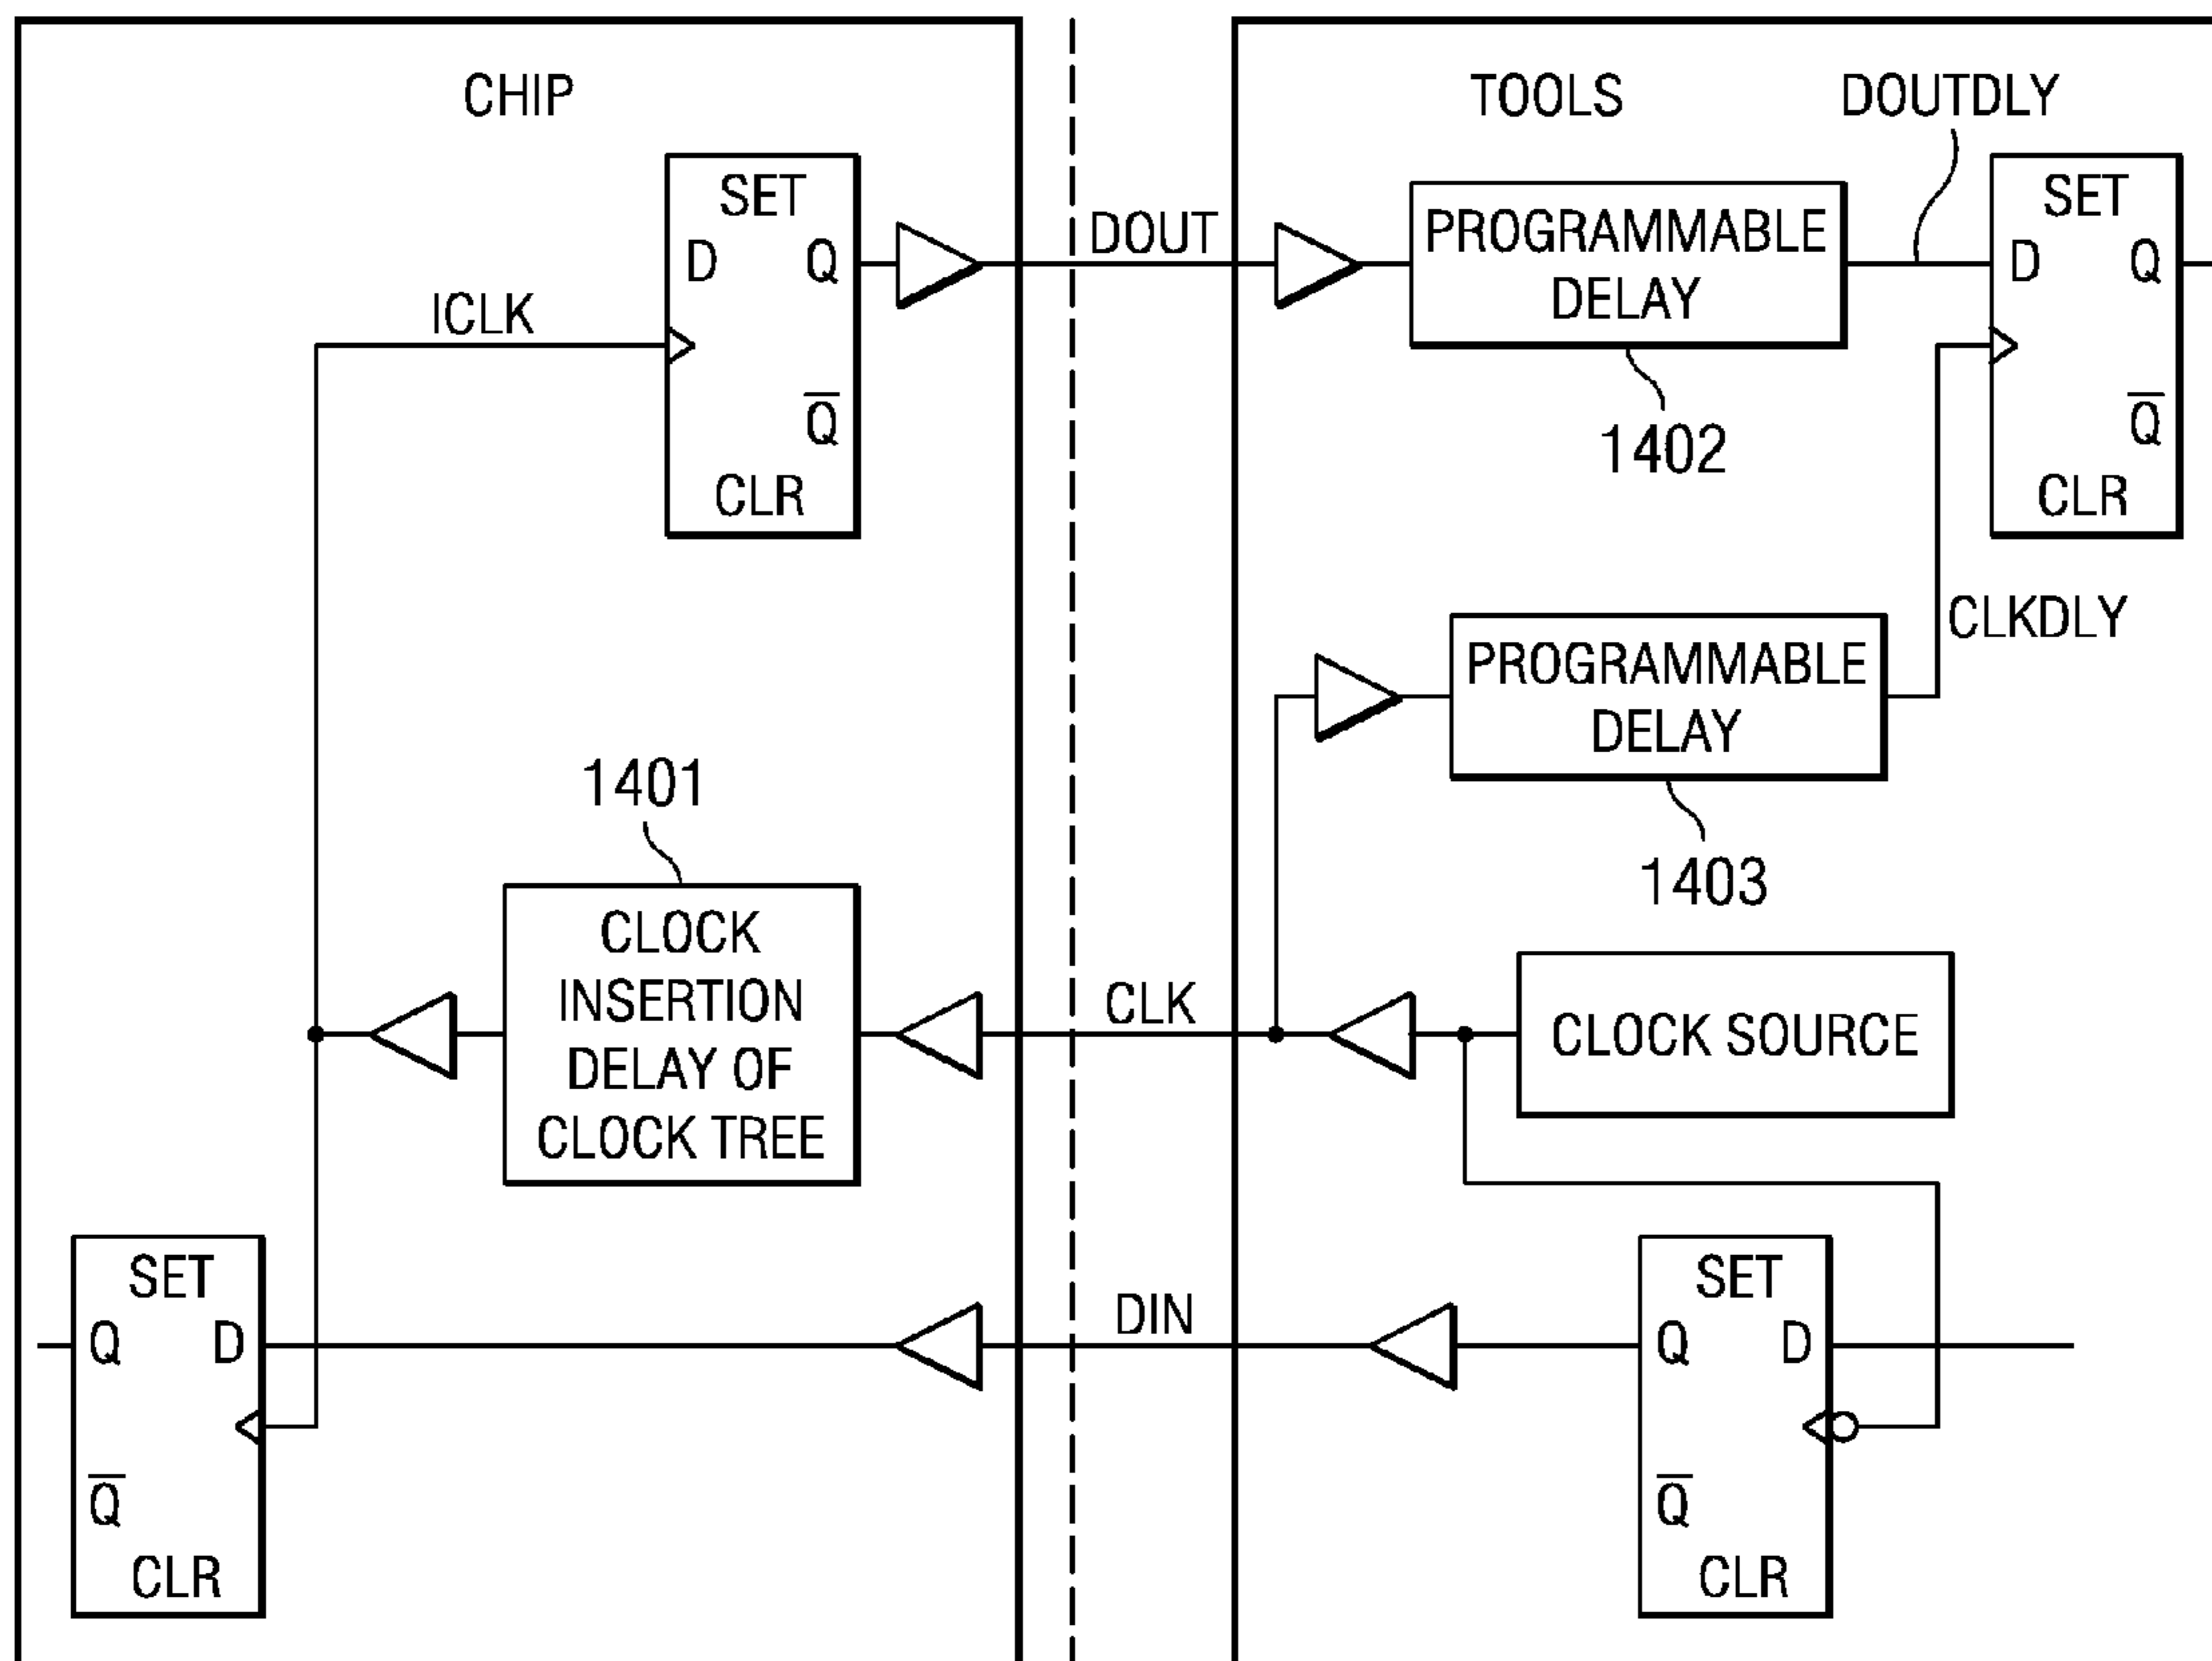 CHIP
TOOLS
DOUTDLY
SET
D
Q
Q
CLR
ICLK
DOUT
PROGRAMMABLE
DELAY
1402
SET
D
Q
Q
CLR
CLKDLY
PROGRAMMABLE
DELAY
1403
1401
CLOCK
INSERTION
DELAY OF
CLOCK TREE
CLK
CLOCK SOURCE
SET
Q
D
Q
CLR
DIN
SET
Q
D
Q
CLR